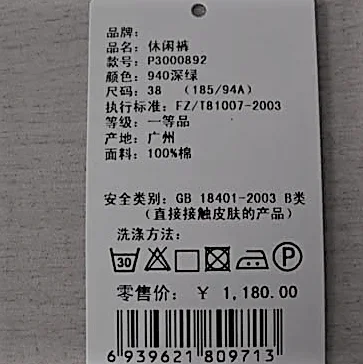 品牌:
品名: 休闲裤
款号: P3000892
颜色: 940深绿
尺码: 38 (185/94A)
执行标准: FZ/T81007-2003
等级: 一等品
产地: 广州
面料: 100%棉
安全类别: GB 18401-2003 B类
(直接接触皮肤的产品)
洗涤方法:
30 P
零售价: ¥ 1,180.00
6 939621 809713